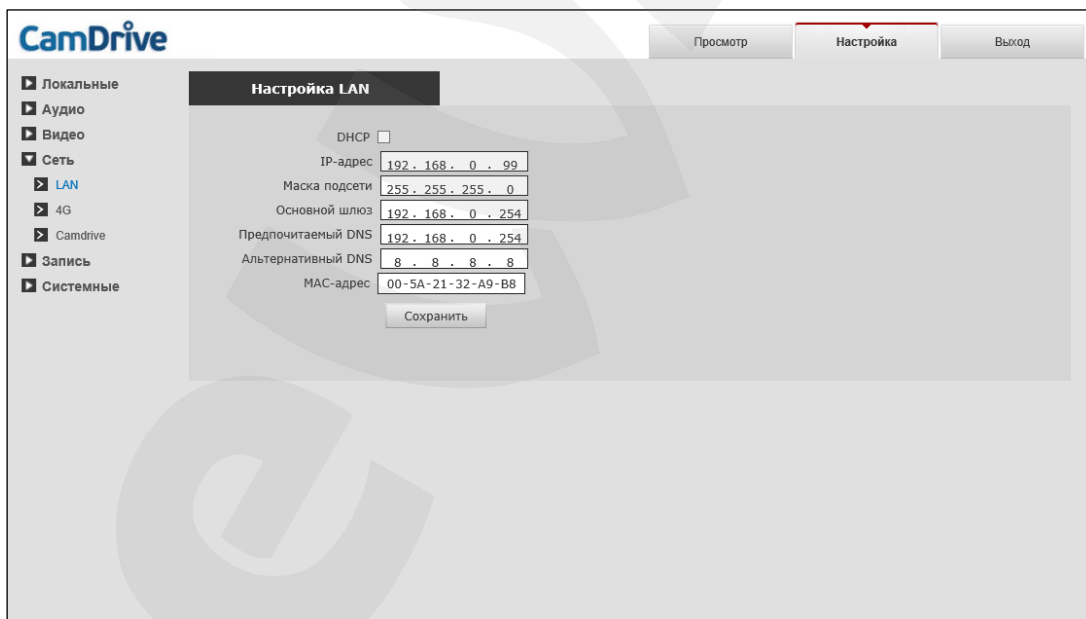 CamDrive
Просмотр
Настройка
Выход
Локальные
Аудио
Видео
Сеть
LAN
4G
Camdrive
Запись
Системные
Настройка LAN
DHCP
IP-адрес 192. 168. 0 . 99
Маска подсети 255. 255. 255. 0
Основной шлюз 192. 168. 0 . 254
Предпочитаемый DNS 192. 168. 0 . 254
Альтернативный DNS 8 . 8 . 8 . 8
MAC-адрес 00-5A-21-32-A9-B8
Сохранить